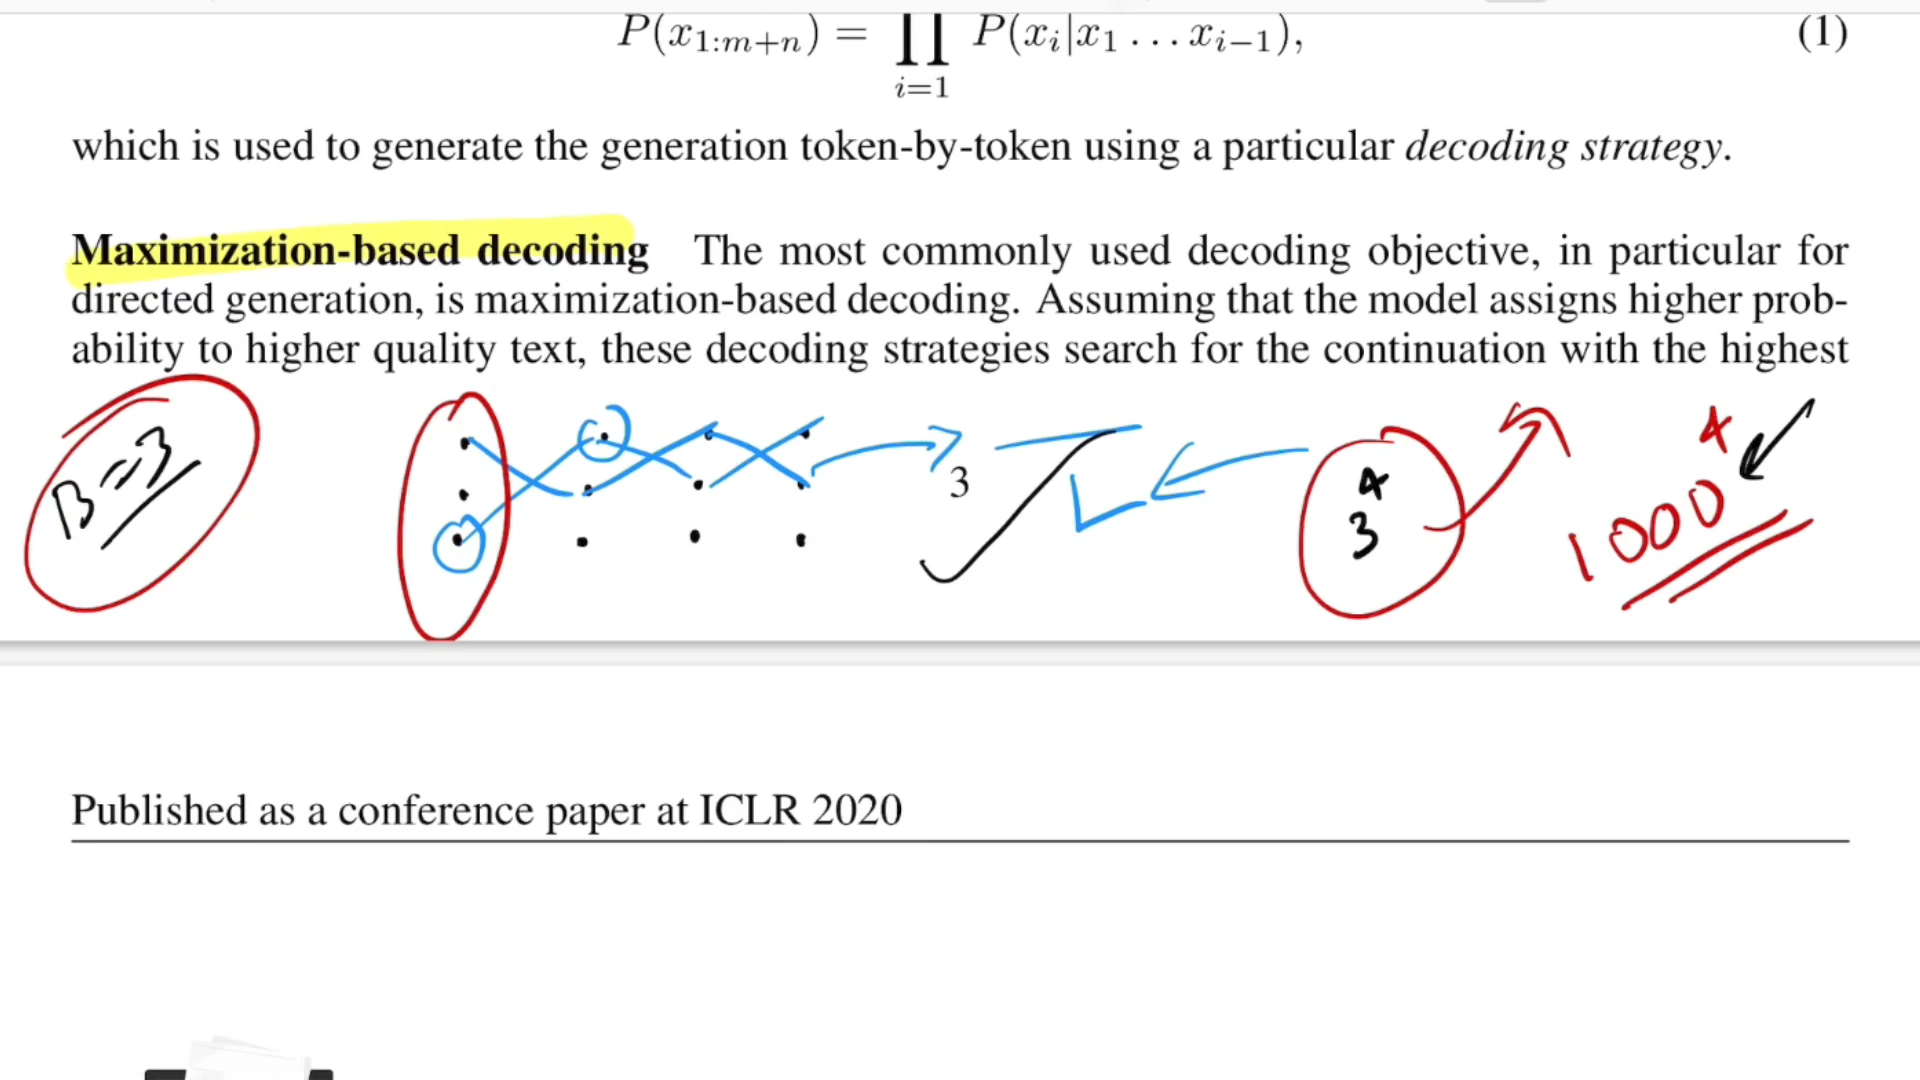 P(x₁:m+n) = ∏ P(xᵢ|x₁ … xᵢ₋₁), (1)
i=1
which is used to generate the generation token-by-token using a particular decoding strategy.
Maximization-based decoding The most commonly used decoding objective, in particular for
directed generation, is maximization-based decoding. Assuming that the model assigns higher prob-
ability to higher quality text, these decoding strategies search for the continuation with the highest
B=3
3
L
4
3
1000⁴
Published as a conference paper at ICLR 2020